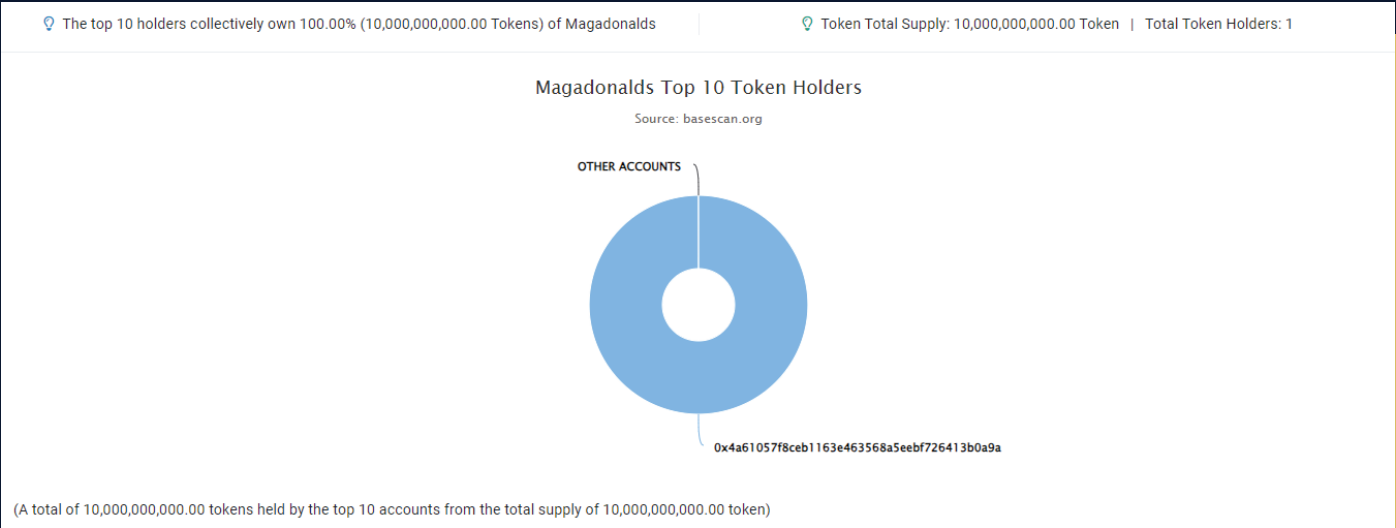 The top 10 holders collectively own 100.00% (10,000,000,000.00 Tokens) of Magadonalds
Token Total Supply: 10,000,000,000.00 Token | Total Token Holders: 1
Magadonalds Top 10 Token Holders
Source: basescan.org
OTHER ACCOUNTS
0x4a61057f8ceb1163e463568a5eebf726413b0a9a
(A total of 10,000,000,000.00 tokens held by the top 10 accounts from the total supply of 10,000,000,000.00 token)